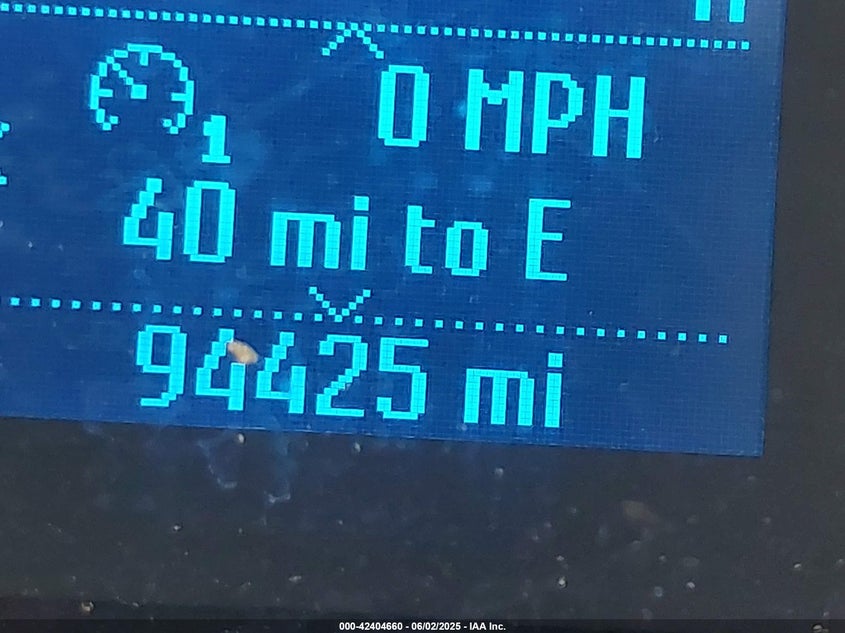 0 MPH
1
40 mi to E
94425 mi
000-42404660 - 06/02/2025 - IAA Inc.